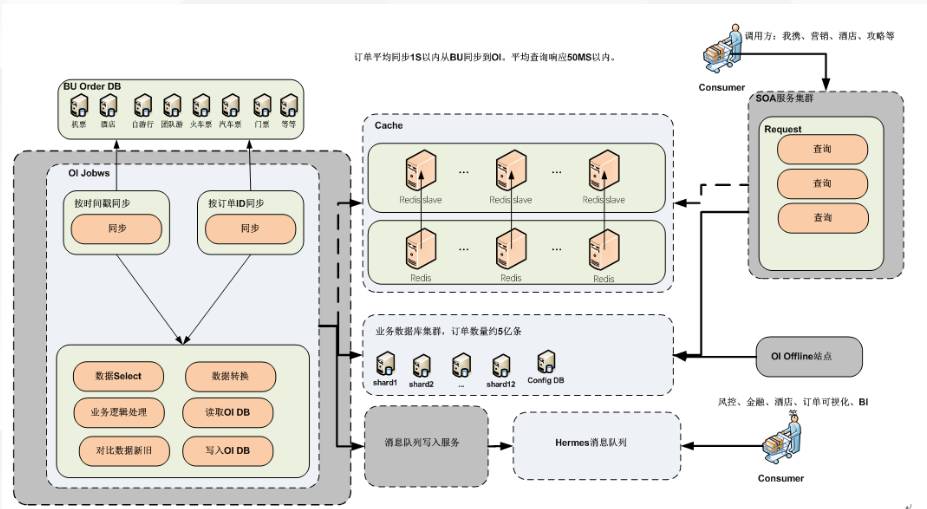 订单平均同步1S以内从BU同步到OI。平均查询响应50MS以内。
调用方：我携、营销、酒店、攻略等
Consumer
BU Order DB
机票 酒店 自游行 团队游 火车票 汽车票 门票 等等
OI Jobws
按时间戳同步
同步
按订单ID同步
同步
数据Select
数据转换
业务逻辑处理
读取OI DB
对比数据新旧
写入OI DB
Cache
... ...
Redis slave Redis slave Redis slave
... ...
Redis Redis Redis
SOA服务集群
Request
查询
查询
查询
业务数据库集群，订单数量约5亿条
shard1 shard2 ... shard12 Config DB
OI Offline站点
消息队列写入服务
Hermes消息队列
风控、金融、酒店、订单可视化、BI
等
Consumer